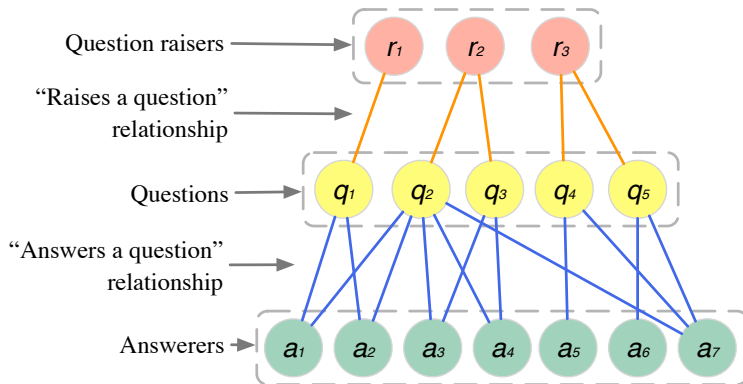 Question raisers
r1 r2 r3
“Raises a question”
relationship
Questions
q1 q2 q3 q4 q5
“Answers a question”
relationship
Answerers
a1 a2 a3 a4 a5 a6 a7